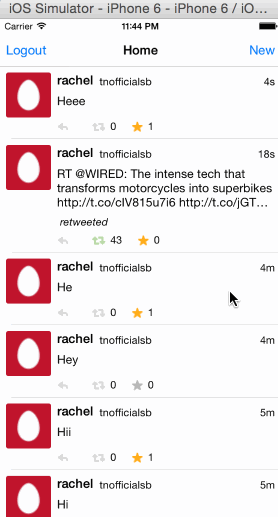 iOS Simulator - iPhone 6 - iPhone 6 / iO...
Carrier 11:44 PM
Logout Home New
rachel tnofficialsb 4s
Heee
0 1
rachel tnofficialsb 18s
RT @WIRED: The intense tech that
transforms motorcycles into superbikes
http://t.co/cIV815u7i6 http://t.co/jGT...
retweeted
43 0
rachel tnofficialsb 4m
He
0 1
rachel tnofficialsb 4m
Hey
0 0
rachel tnofficialsb 5m
Hii
0 1
rachel tnofficialsb 5m
Hi